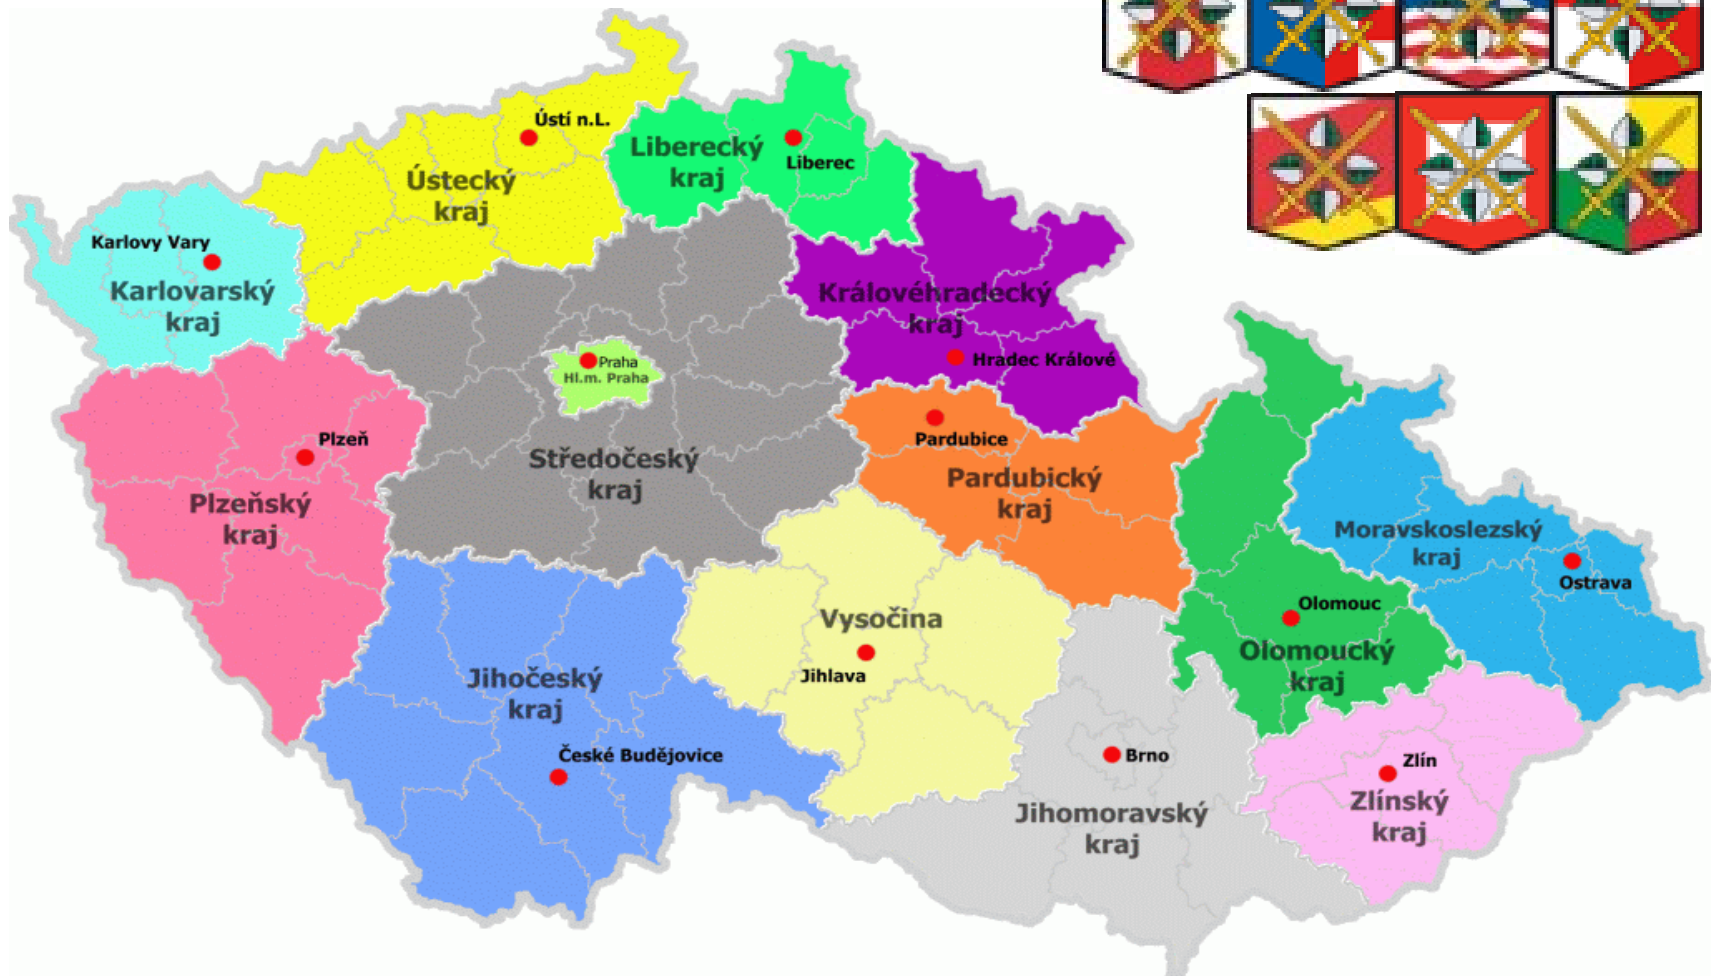 Ústí n.L.
Liberecký
kraj
Liberec
Ústecký
kraj
Karlovy Vary
Karlovarský
kraj
Královéhradecký
kraj
Hradec Králové
Praha
Hl.m. Praha
Pardubice
Plzeň
Středočeský
kraj
Pardubický
kraj
Plzeňský
kraj
Moravskoslezský
kraj
Ostrava
Olomouc
Vysočina
Olomoucký
kraj
Jihlava
Jihočeský
kraj
České Budějovice
Brno
Zlín
Jihomoravský
kraj
Zlínský
kraj